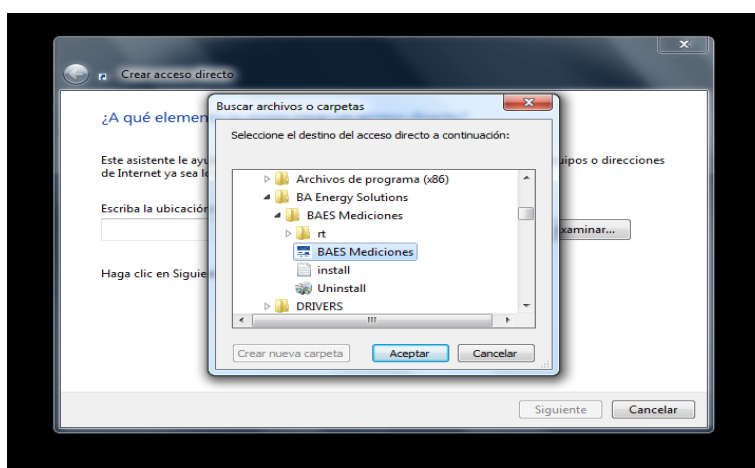 Crear acceso directo
¿A qué elemen
Este asistente le ayu
uipos o direcciones
de Internet ya sea lo
Escriba la ubicación
xaminar...
Haga clic en Siguie
Buscar archivos o carpetas
Seleccione el destino del acceso directo a continuación:
Archivos de programa (x86)
BA Energy Solutions
BAES Mediciones
rt
BAES Mediciones
install
Uninstall
DRIVERS
Crear nueva carpeta
Aceptar
Cancelar
Siguiente
Cancelar